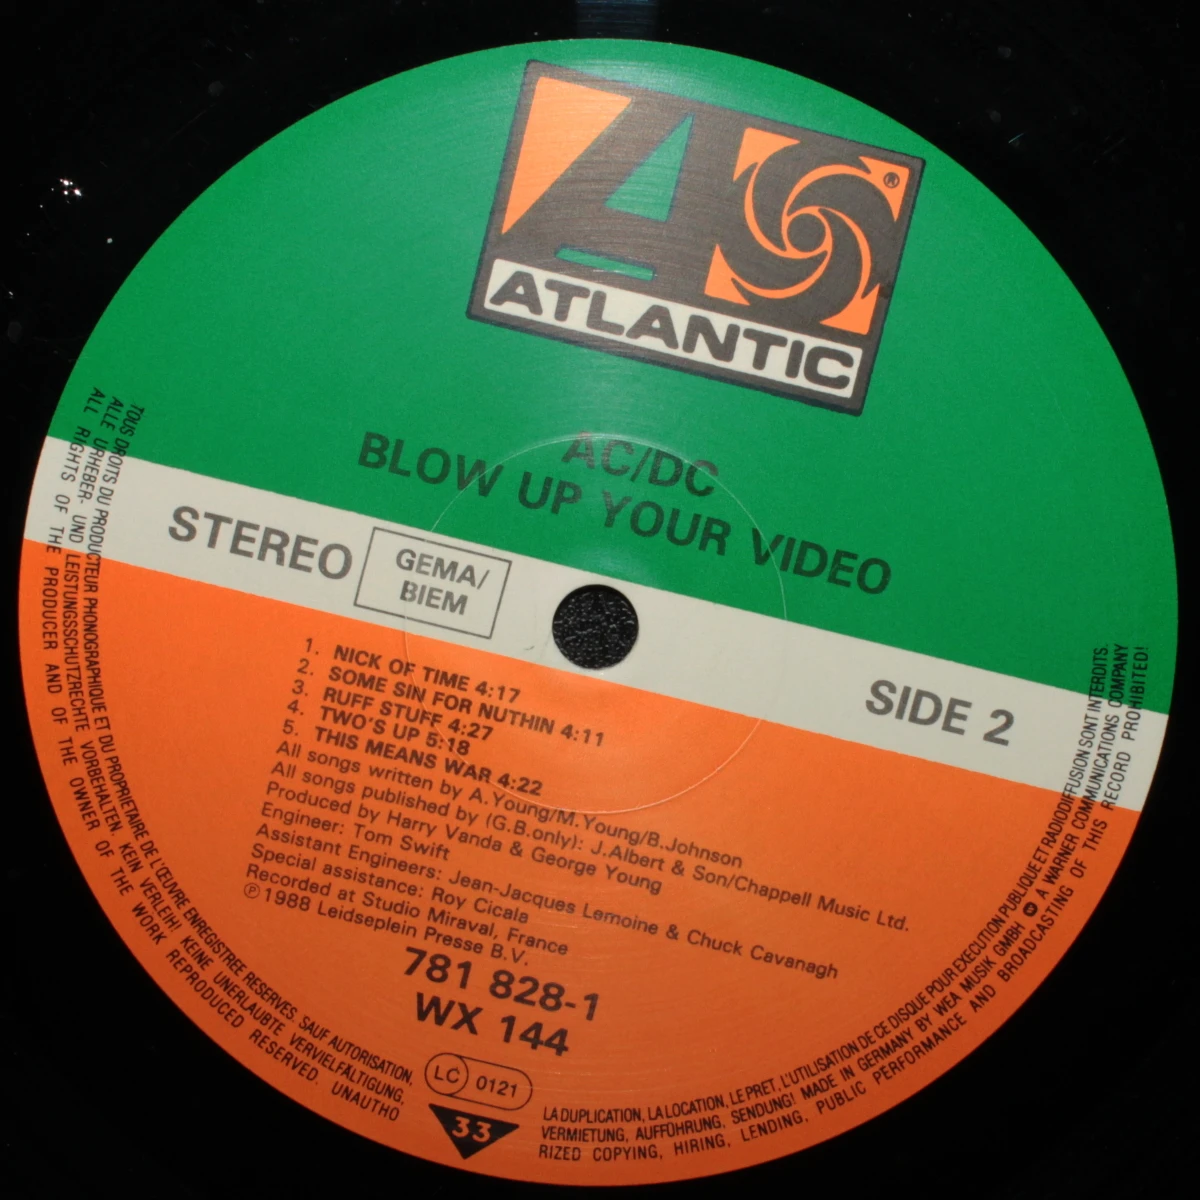 ATLANTIC
®
AC/DC
BLOW UP YOUR VIDEO
STEREO
GEMA/
BIEM
SIDE 2
1. NICK OF TIME 4:17
2. SOME SIN FOR NUTHIN 4:11
3. RUFF STUFF 4:27
4. TWO'S UP 5:18
5. THIS MEANS WAR 4:22
All songs written by A.Young/M.Young/B.Johnson
All songs published by (G.B.only): J.Albert & Son/Chappell Music Ltd.
Produced by Harry Vanda & George Young
Engineer: Tom Swift
Assistant Engineers: Jean-Jacques Lemoine & Chuck Cavanagh
Special assistance: Roy Cicala
Recorded at Studio Miraval, France
℗ 1988 Leidseplein Presse B.V.
781 828-1
WX 144
LC 0121
33
TOUS DROITS DU PRODUCTEUR PHONOGRAPHIQUE ET DU PROPRIETAIRE DE L'ŒUVRE ENREGISTREE RESERVES. SAUF AUTORISATION, LA DUPLICATION, LA LOCATION, LE PRET, L'UTILISATION DE CE DISQUE POUR EXECUTION PUBLIQUE ET RADIODIFFUSION SONT INTERDITS.
ALLE URHEBER- UND LEISTUNGSSCHUTZRECHTE VORBEHALTEN. KEIN VERLEIH! KEINE UNERLAUBTE VERVIELFÄLTIGUNG, VERMIETUNG, AUFFÜHRUNG, SENDUNG! MADE IN GERMANY BY WEA MUSIK GMBH A WARNER COMMUNICATIONS COMPANY
ALL RIGHTS OF THE PRODUCER AND OF THE OWNER OF THE WORK REPRODUCED RESERVED. UNAUTHORIZED COPYING, HIRING, LENDING, PUBLIC PERFORMANCE AND BROADCASTING OF THIS RECORD PROHIBITED!